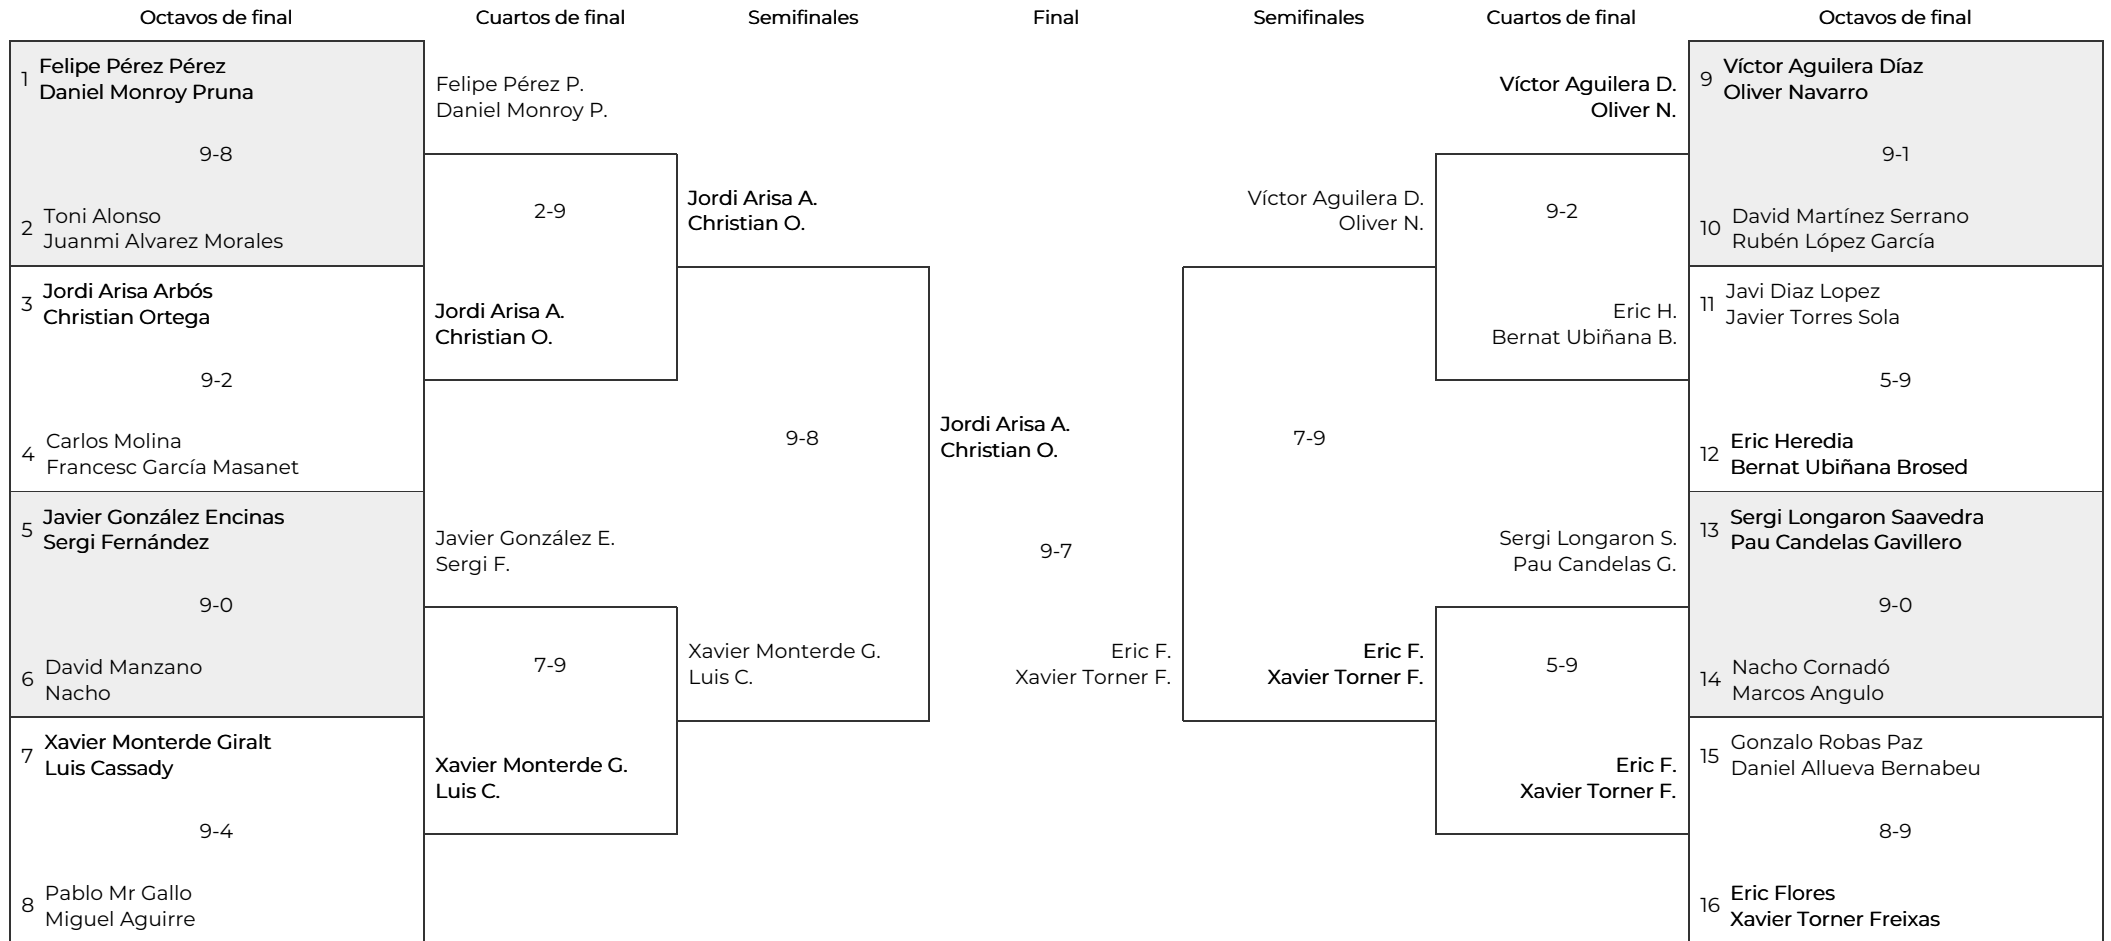 Octavos de final
Cuartos de final
Semifinales
Final
Semifinales
Cuartos de final
Octavos de final
1
Felipe Pérez Pérez
Daniel Monroy Pruna
9-8
2
Toni Alonso
Juanmi Alvarez Morales
3
Jordi Arisa Arbós
Christian Ortega
9-2
4
Carlos Molina
Francesc García Masanet
5
Javier González Encinas
Sergi Fernández
9-0
6
David Manzano
Nacho
7
Xavier Monterde Giralt
Luis Cassady
9-4
8
Pablo Mr Gallo
Miguel Aguirre
Felipe Pérez P.
Daniel Monroy P.
2-9
Jordi Arisa A.
Christian O.
Javier González E.
Sergi F.
7-9
Xavier Monterde G.
Luis C.
Jordi Arisa A.
Christian O.
9-8
Xavier Monterde G.
Luis C.
Jordi Arisa A.
Christian O.
9-7
Eric F.
Xavier Torner F.
Víctor Aguilera D.
Oliver N.
7-9
Eric F.
Xavier Torner F.
Víctor Aguilera D.
Oliver N.
9-2
Eric H.
Bernat Ubiñana B.
Sergi Longaron S.
Pau Candelas G.
5-9
Eric F.
Xavier Torner F.
9
Víctor Aguilera Díaz
Oliver Navarro
9-1
10
David Martínez Serrano
Rubén López García
11
Javi Diaz Lopez
Javier Torres Sola
5-9
12
Eric Heredia
Bernat Ubiñana Brosed
13
Sergi Longaron Saavedra
Pau Candelas Gavillero
9-0
14
Nacho Cornadó
Marcos Angulo
15
Gonzalo Robas Paz
Daniel Allueva Bernabeu
8-9
16
Eric Flores
Xavier Torner Freixas